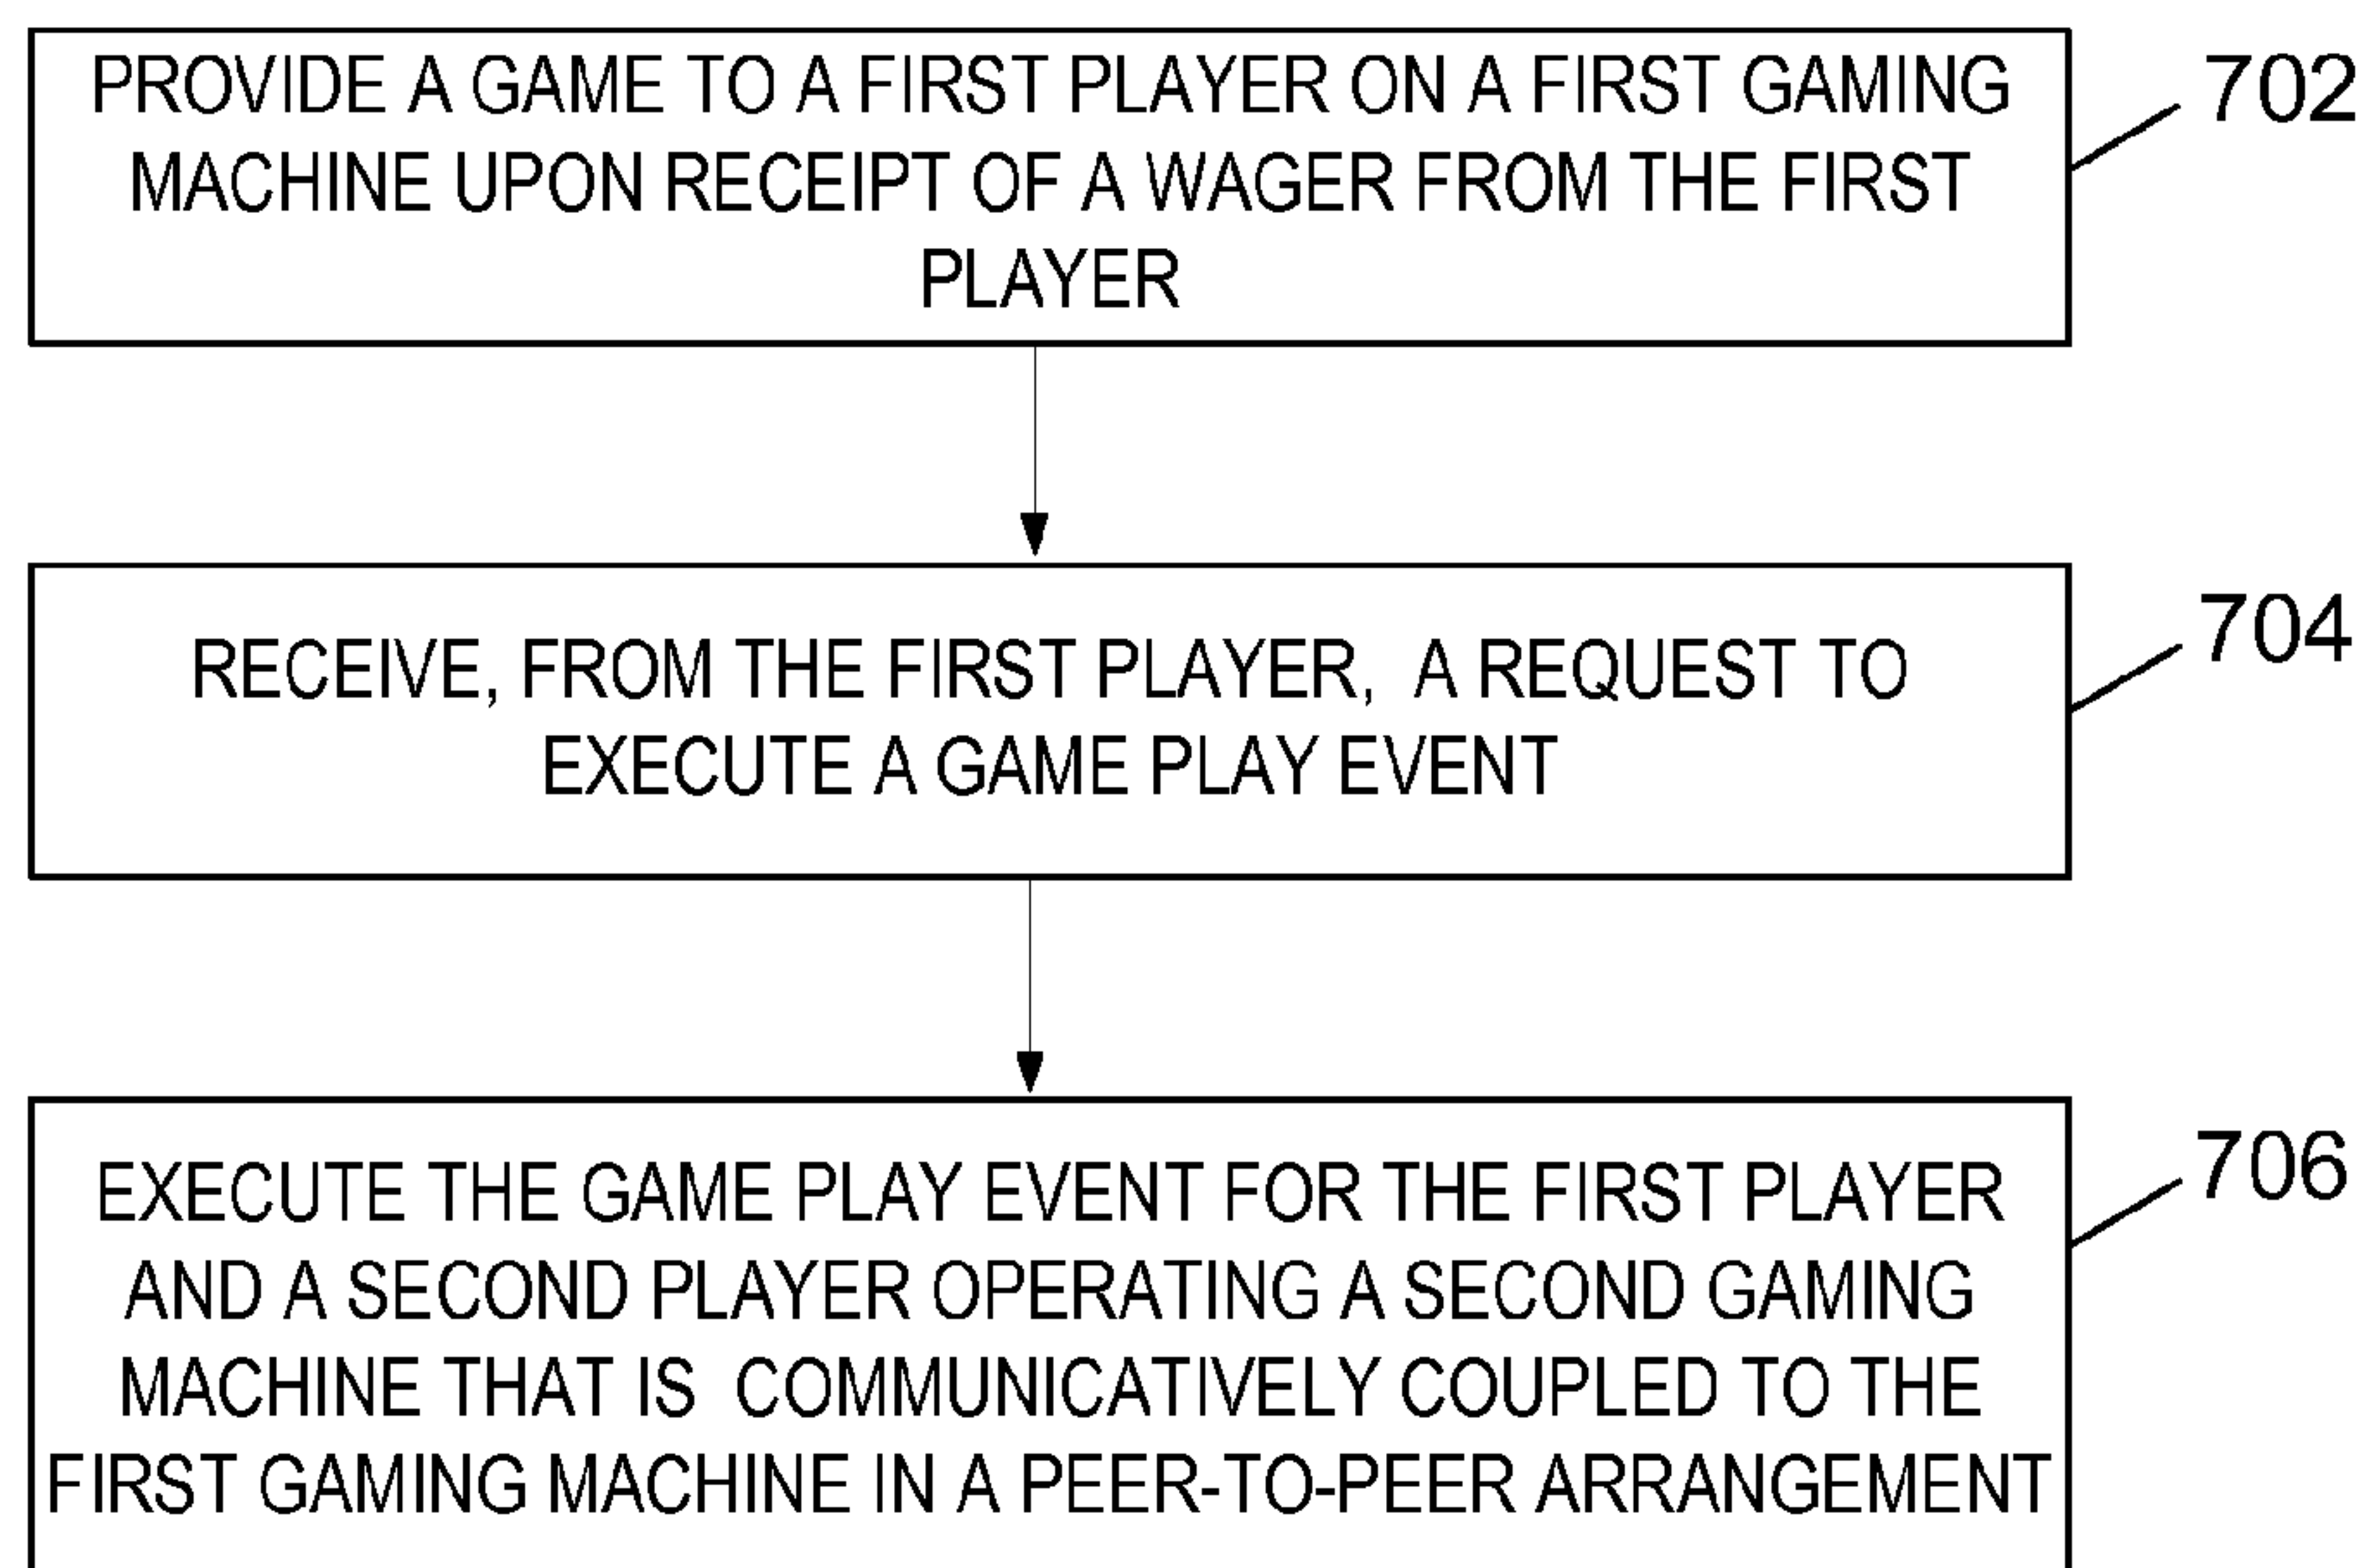 PROVIDE A GAME TO A FIRST PLAYER ON A FIRST GAMING
MACHINE UPON RECEIPT OF A WAGER FROM THE FIRST
PLAYER
702
RECEIVE, FROM THE FIRST PLAYER, A REQUEST TO
EXECUTE A GAME PLAY EVENT
704
EXECUTE THE GAME PLAY EVENT FOR THE FIRST PLAYER
AND A SECOND PLAYER OPERATING A SECOND GAMING
MACHINE THAT IS COMMUNICATIVELY COUPLED TO THE
FIRST GAMING MACHINE IN A PEER-TO-PEER ARRANGEMENT
706